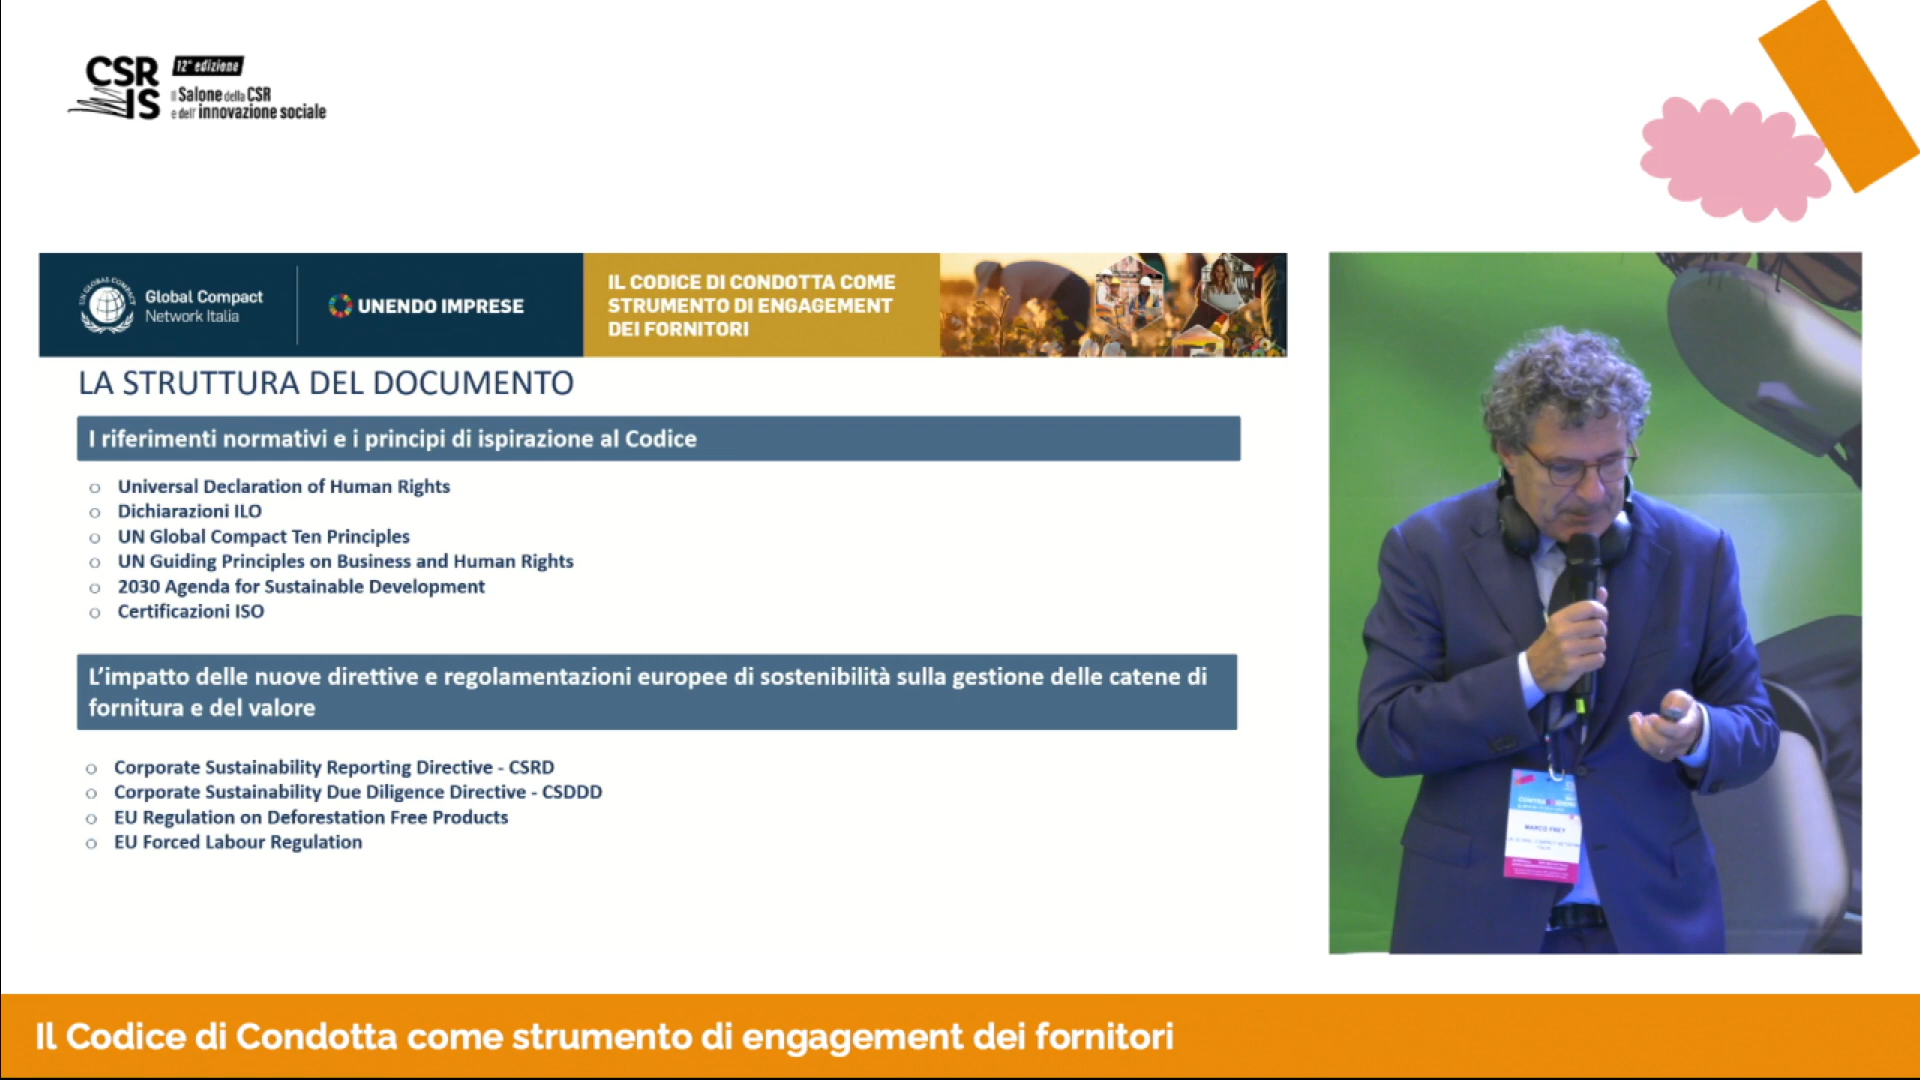 CSR
IS
12ª edizione
Il Salone della CSR
e dell'innovazione sociale
UN GLOBAL COMPACT
Global Compact
Network Italia
UNENDO IMPRESE
IL CODICE DI CONDOTTA COME
STRUMENTO DI ENGAGEMENT
DEI FORNITORI
LA STRUTTURA DEL DOCUMENTO
I riferimenti normativi e i principi di ispirazione al Codice
Universal Declaration of Human Rights
Dichiarazioni ILO
UN Global Compact Ten Principles
UN Guiding Principles on Business and Human Rights
2030 Agenda for Sustainable Development
Certificazioni ISO
L'impatto delle nuove direttive e regolamentazioni europee di sostenibilità sulla gestione delle catene di
fornitura e del valore
Corporate Sustainability Reporting Directive - CSRD
Corporate Sustainability Due Diligence Directive - CSDDD
EU Regulation on Deforestation Free Products
EU Forced Labour Regulation
MARCO FREY
Il Codice di Condotta come strumento di engagement dei fornitori